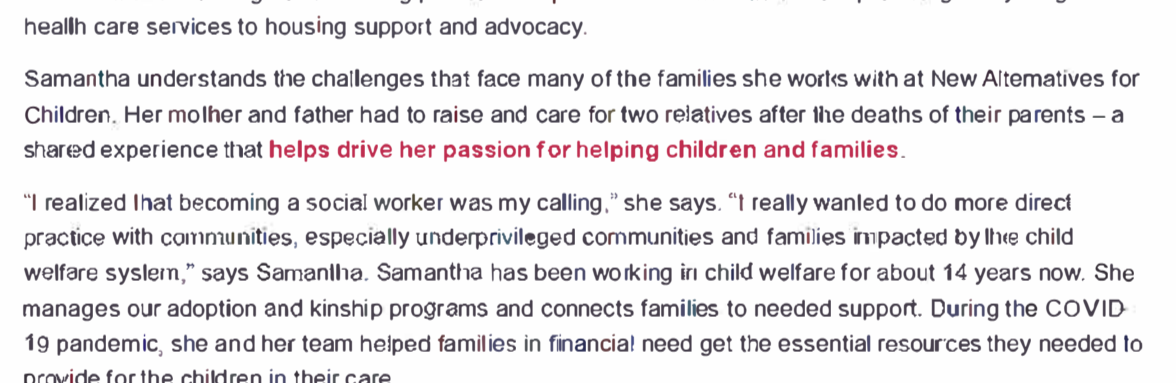 health care services to housing support and advocacy.
Samantha understands the challenges that face many of the families she works with at New Alternatives for
Children. Her mother and father had to raise and care for two relatives after the deaths of their parents – a
shared experience that helps drive her passion for helping children and families.
“I realized that becoming a social worker was my calling,” she says. “I really wanted to do more direct
practice with communities, especially underprivileged communities and families impacted by the child
welfare system,” says Samantha. Samantha has been working in child welfare for about 14 years now. She
manages our adoption and kinship programs and connects families to needed support. During the COVID-
19 pandemic, she and her team helped families in financial need get the essential resources they needed to
provide for the children in their care